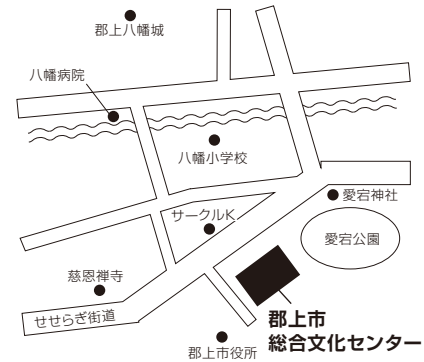 郡上八幡城
八幡病院
八幡小学校
愛宕神社
サークルK
愛宕公園
慈恩禅寺
せせらぎ街道
郡上市
総合文化センター
郡上市役所